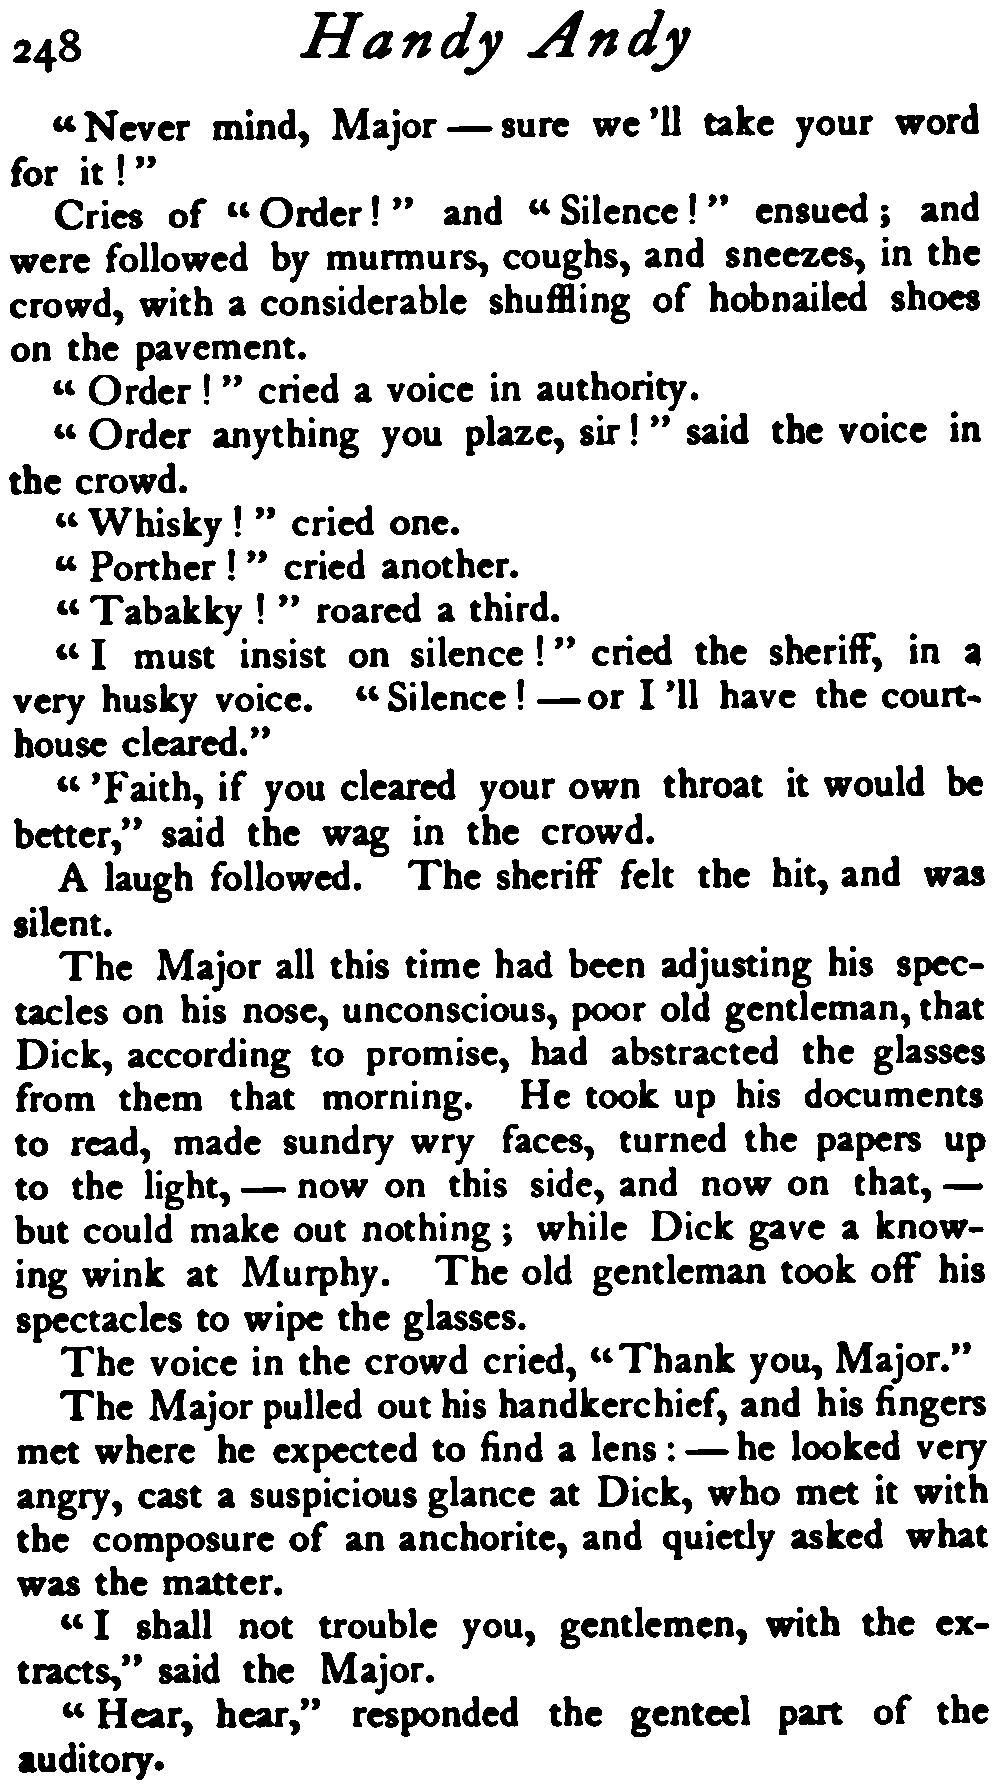 248 Handy Andy
“Never mind, Major — sure we ’ll take your word
for it ! ”
Cries of “ Order ! ” and “ Silence ! ” ensued ; and
were followed by murmurs, coughs, and sneezes, in the
crowd, with a considerable shuffling of hobnailed shoes
on the pavement.
“ Order ! ” cried a voice in authority.
“ Order anything you plaze, sir ! ” said the voice in
the crowd.
“ Whisky ! ” cried one.
“ Porther ! ” cried another.
“ Tabakky ! ” roared a third.
“ I must insist on silence ! ” cried the sheriff, in a
very husky voice. “ Silence ! — or I ’ll have the court-
house cleared.”
“ ’Faith, if you cleared your own throat it would be
better,” said the wag in the crowd.
A laugh followed. The sheriff felt the hit, and was
silent.
The Major all this time had been adjusting his spec-
tacles on his nose, unconscious, poor old gentleman, that
Dick, according to promise, had abstracted the glasses
from them that morning. He took up his documents
to read, made sundry wry faces, turned the papers up
to the light, — now on this side, and now on that, —
but could make out nothing ; while Dick gave a know-
ing wink at Murphy. The old gentleman took off his
spectacles to wipe the glasses.
The voice in the crowd cried, “Thank you, Major.”
The Major pulled out his handkerchief, and his fingers
met where he expected to find a lens : — he looked very
angry, cast a suspicious glance at Dick, who met it with
the composure of an anchorite, and quietly asked what
was the matter.
“ I shall not trouble you, gentlemen, with the ex-
tracts,” said the Major.
“ Hear, hear,” responded the genteel part of the
auditory.